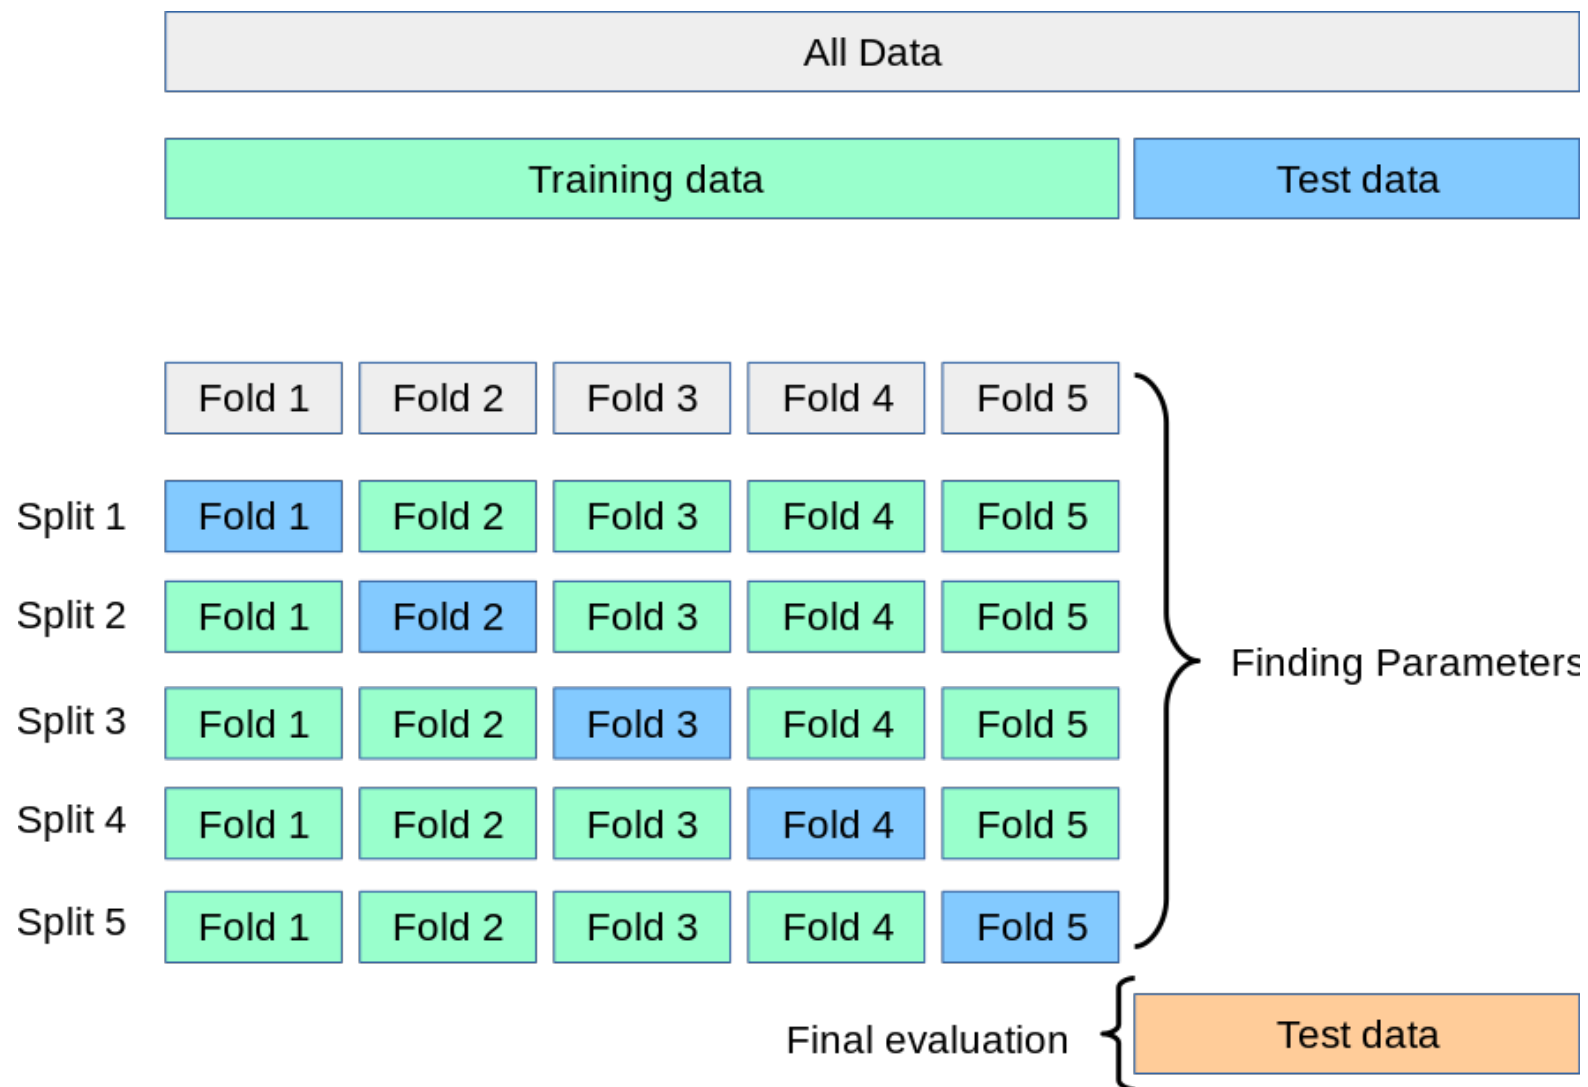 All Data
Training data Test data
Fold 1 Fold 2 Fold 3 Fold 4 Fold 5
Split 1 Fold 1 Fold 2 Fold 3 Fold 4 Fold 5
Split 2 Fold 1 Fold 2 Fold 3 Fold 4 Fold 5
Finding Parameters
Split 3 Fold 1 Fold 2 Fold 3 Fold 4 Fold 5
Split 4 Fold 1 Fold 2 Fold 3 Fold 4 Fold 5
Split 5 Fold 1 Fold 2 Fold 3 Fold 4 Fold 5
Final evaluation Test data